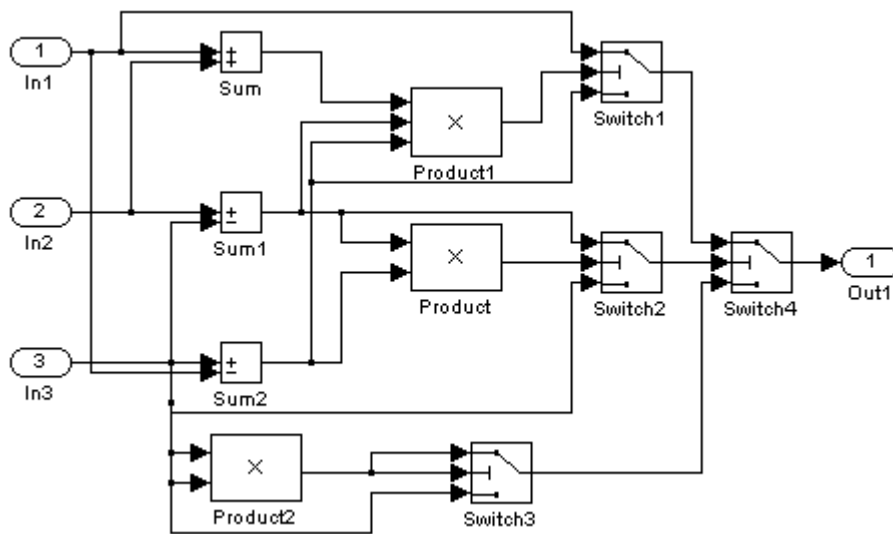 1
In1
+
+
Sum
×
Product1
Switch1
2
In2
+
−
Sum1
×
Product
Switch2
Switch4
1
Out1
3
In3
+
−
Sum2
×
Product2
Switch3